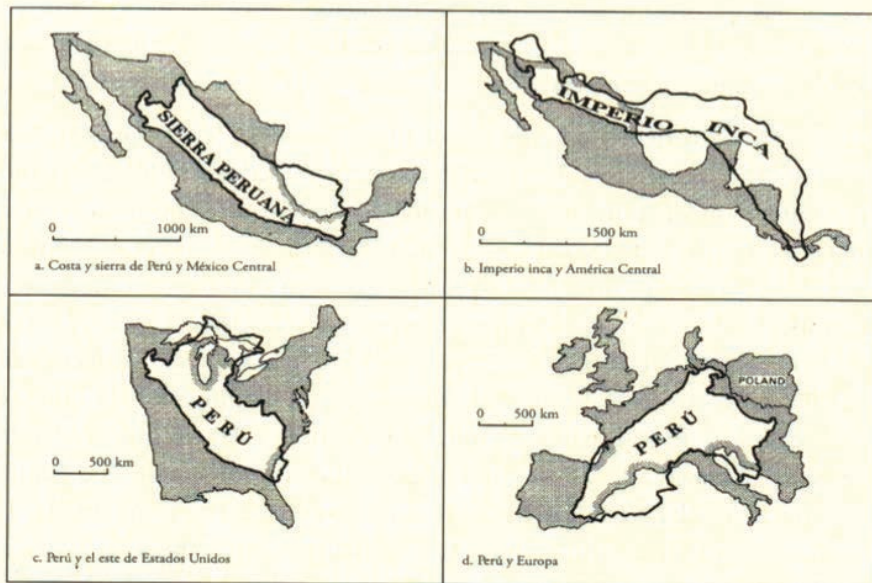 SIERRA PERUANA
0 1000 km
a. Costa y sierra de Perú y México Central
IMPERIO INCA
0 1500 km
b. Imperio inca y América Central
PERÚ
0 500 km
c. Perú y el este de Estados Unidos
POLAND
PERÚ
0 500 km
d. Perú y Europa